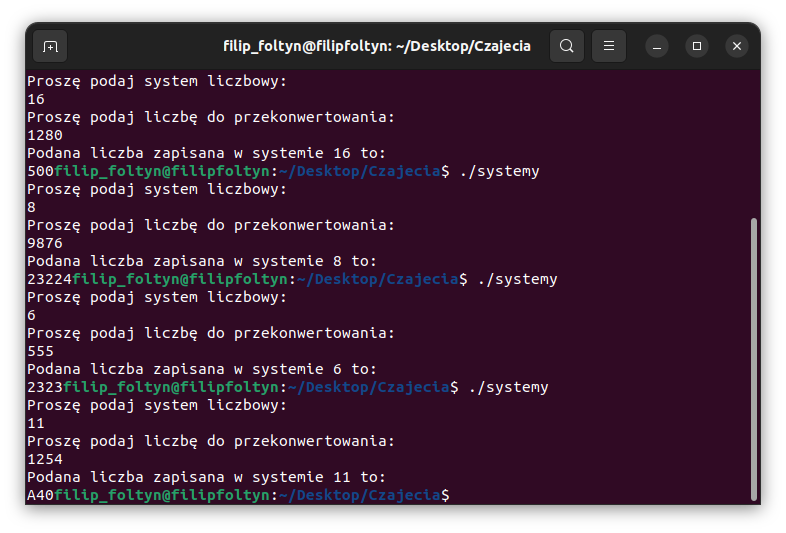 filip_foltyn@filipfoltyn: ~/Desktop/Czajecia
Proszę podaj system liczbowy:
16
Proszę podaj liczbę do przekonwertowania:
1280
Podana liczba zapisana w systemie 16 to:
500filip_foltyn@filipfoltyn:~/Desktop/Czajecia$ ./systemy
Proszę podaj system liczbowy:
8
Proszę podaj liczbę do przekonwertowania:
9876
Podana liczba zapisana w systemie 8 to:
23224filip_foltyn@filipfoltyn:~/Desktop/Czajecia$ ./systemy
Proszę podaj system liczbowy:
6
Proszę podaj liczbę do przekonwertowania:
555
Podana liczba zapisana w systemie 6 to:
2323filip_foltyn@filipfoltyn:~/Desktop/Czajecia$ ./systemy
Proszę podaj system liczbowy:
11
Proszę podaj liczbę do przekonwertowania:
1254
Podana liczba zapisana w systemie 11 to:
A40filip_foltyn@filipfoltyn:~/Desktop/Czajecia$